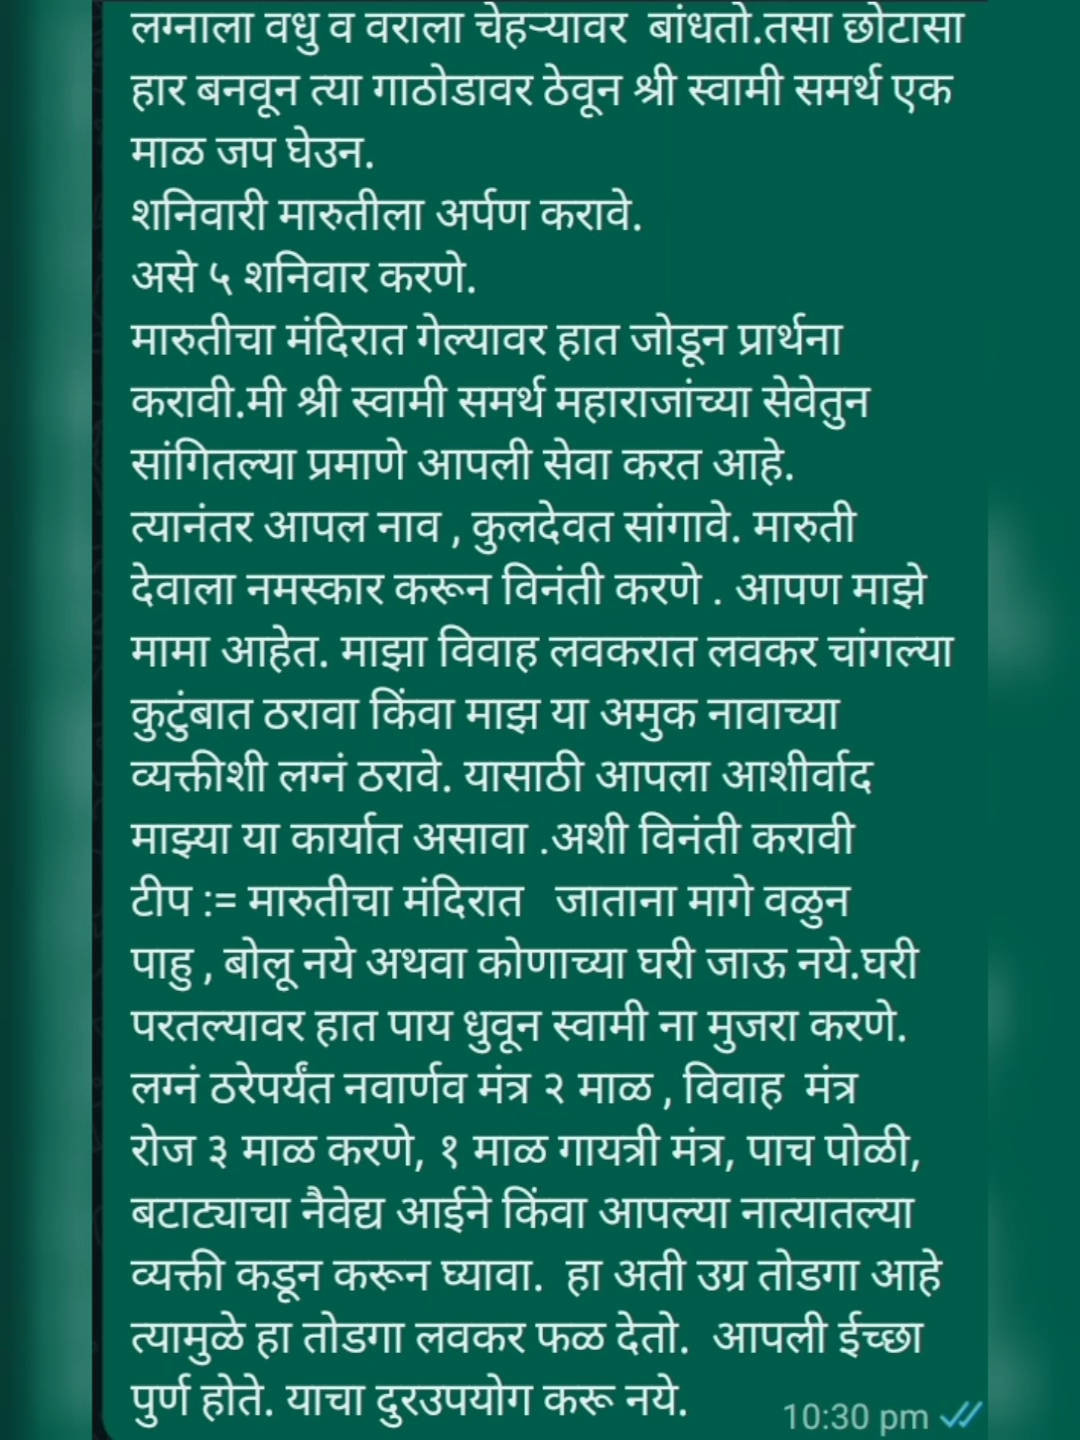 लग्नाला वधु व वराला चेहऱ्यावर बांधतो.तसा छोटासा
हार बनवून त्या गाठोडावर ठेवून श्री स्वामी समर्थ एक
माळ जप घेउन.
शनिवारी मारुतीला अर्पण करावे.
असे ५ शनिवार करणे.
मारुतीचा मंदिरात गेल्यावर हात जोडून प्रार्थना
करावी.मी श्री स्वामी समर्थ महाराजांच्या सेवेतुन
सांगितल्या प्रमाणे आपली सेवा करत आहे.
त्यानंतर आपल नाव , कुलदेवत सांगावे. मारुती
देवाला नमस्कार करून विनंती करणे . आपण माझे
मामा आहेत. माझा विवाह लवकरात लवकर चांगल्या
कुटुंबात ठरावा किंवा माझ या अमुक नावाच्या
व्यक्तीशी लग्नं ठरावे. यासाठी आपला आशीर्वाद
माझ्या या कार्यात असावा .अशी विनंती करावी
टीप := मारुतीचा मंदिरात जाताना मागे वळुन
पाहु , बोलू नये अथवा कोणाच्या घरी जाऊ नये.घरी
परतल्यावर हात पाय धुवून स्वामी ना मुजरा करणे.
लग्नं ठरेपर्यंत नवार्णव मंत्र २ माळ , विवाह मंत्र
रोज ३ माळ करणे, १ माळ गायत्री मंत्र, पाच पोळी,
बटाट्याचा नैवेद्य आईने किंवा आपल्या नात्यातल्या
व्यक्ती कडून करून घ्यावा. हा अती उग्र तोडगा आहे
त्यामुळे हा तोडगा लवकर फळ देतो. आपली ईच्छा
पुर्ण होते. याचा दुरउपयोग करू नये.
10:30 pm